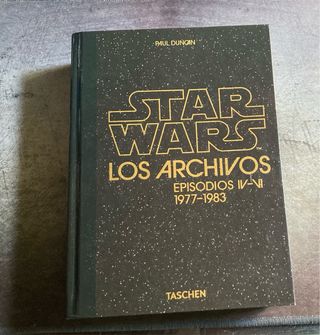 PAUL DUNCAN
STAR
WARS
LOS ARCHIVOS
EPISODIOS IV-VI
1977-1983
TASCHEN